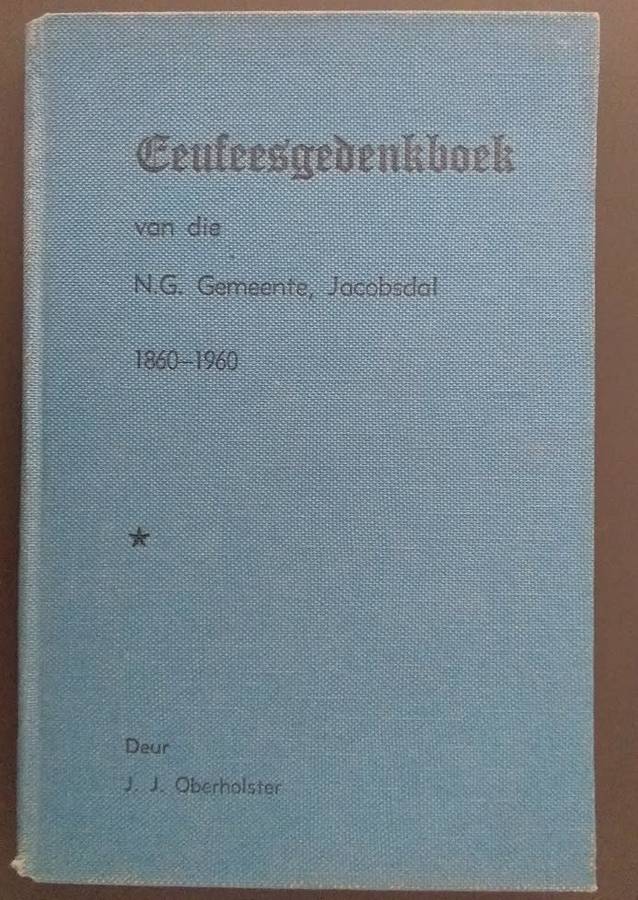 Eeufeesgedenkboek
van die
N.G. Gemeente, Jacobsdal
1860–1960
Deur
J. J. Oberholster